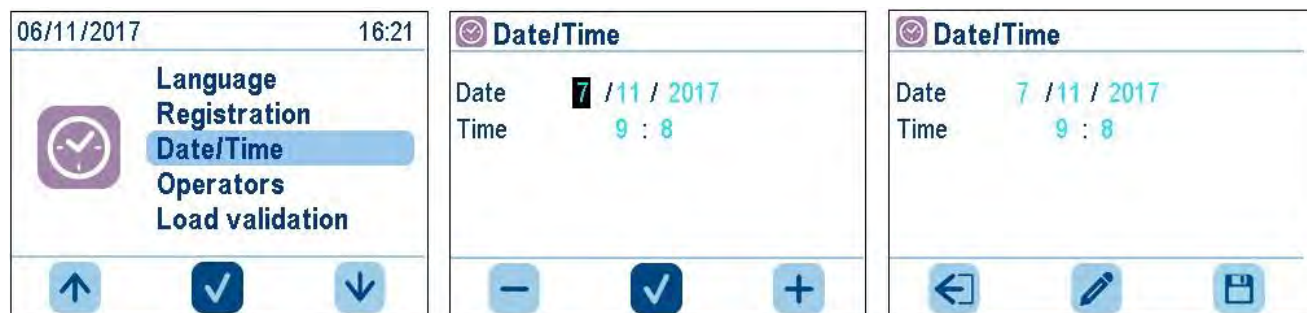 06/11/2017 16:21
Language
Registration
Date/Time
Operators
Load validation
Date/Time
Date 7 / 11 / 2017
Time 9 : 8
Date/Time
Date 7 / 11 / 2017
Time 9 : 8